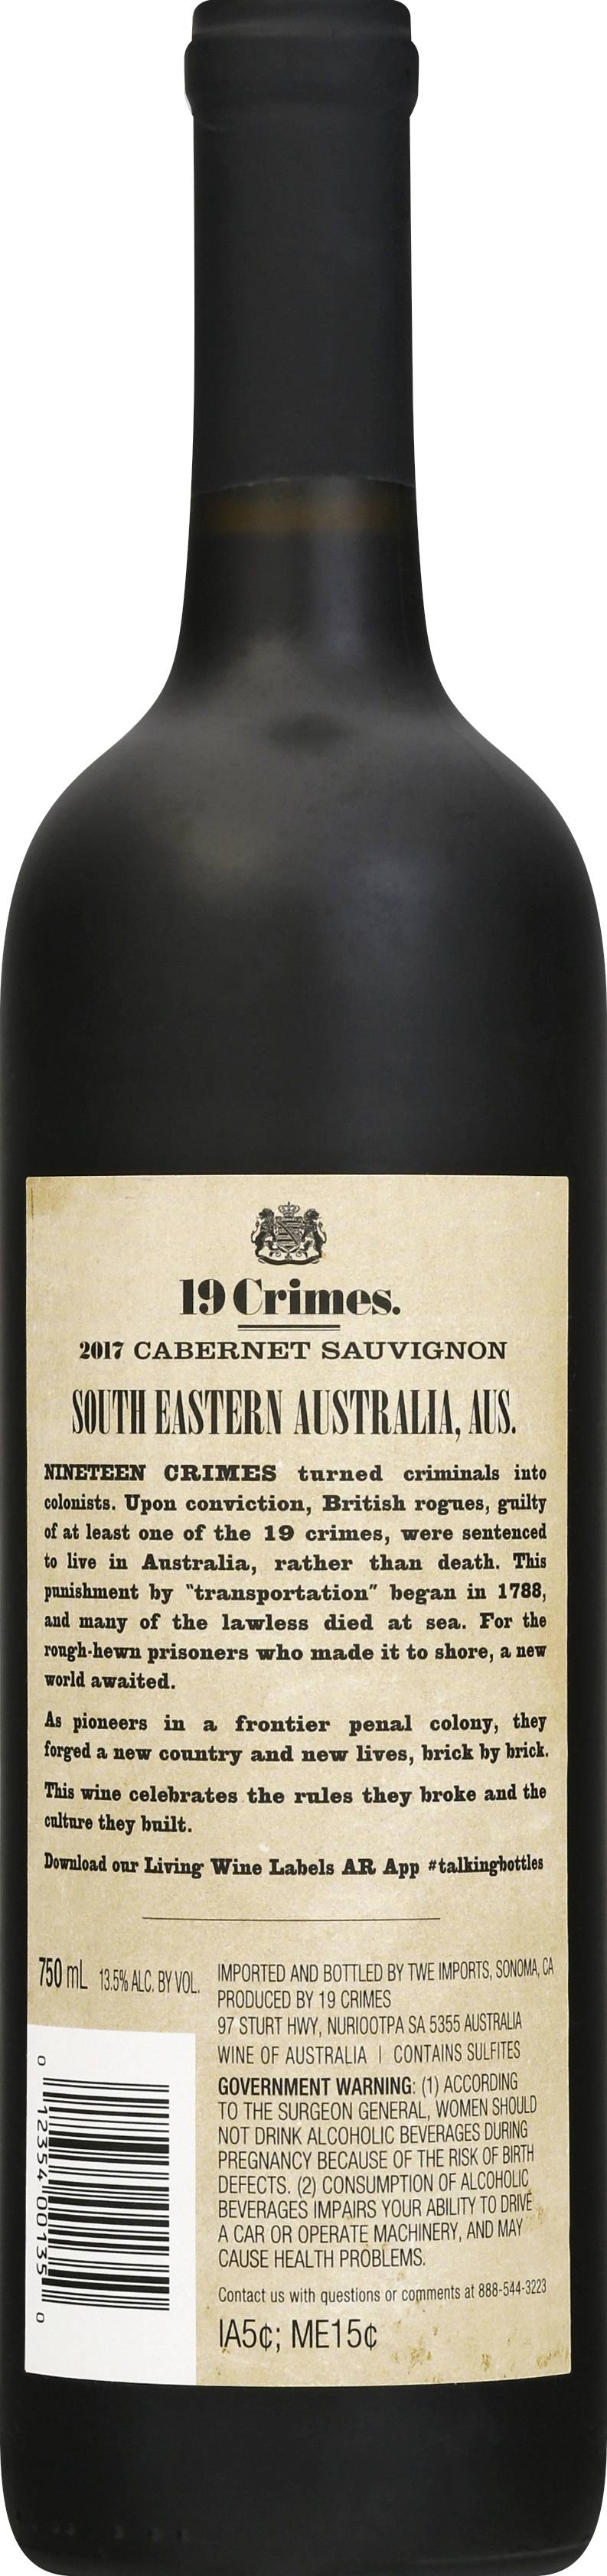 19 Crimes.
2017 CABERNET SAUVIGNON
SOUTH EASTERN AUSTRALIA, AUS.
NINETEEN CRIMES turned criminals into
colonists. Upon conviction, British rogues, guilty
of at least one of the 19 crimes, were sentenced
to live in Australia, rather than death. This
punishment by "transportation" began in 1788,
and many of the lawless died at sea. For the
rough-hewn prisoners who made it to shore, a new
world awaited.
As pioneers in a frontier penal colony, they
forged a new country and new lives, brick by brick.
This wine celebrates the rules they broke and the
culture they built.
Download our Living Wine Labels AR App #talkingbottles
750 mL 13.5% ALC. BY VOL.
IMPORTED AND BOTTLED BY TWE IMPORTS, SONOMA, CA
PRODUCED BY 19 CRIMES
97 STURT HWY, NURIOOTPA SA 5355 AUSTRALIA
WINE OF AUSTRALIA | CONTAINS SULFITES
GOVERNMENT WARNING: (1) ACCORDING
TO THE SURGEON GENERAL, WOMEN SHOULD
NOT DRINK ALCOHOLIC BEVERAGES DURING
PREGNANCY BECAUSE OF THE RISK OF BIRTH
DEFECTS. (2) CONSUMPTION OF ALCOHOLIC
BEVERAGES IMPAIRS YOUR ABILITY TO DRIVE
A CAR OR OPERATE MACHINERY, AND MAY
CAUSE HEALTH PROBLEMS.
Contact us with questions or comments at 888-544-3223
IA5¢; ME15¢
0 12354 00135 0